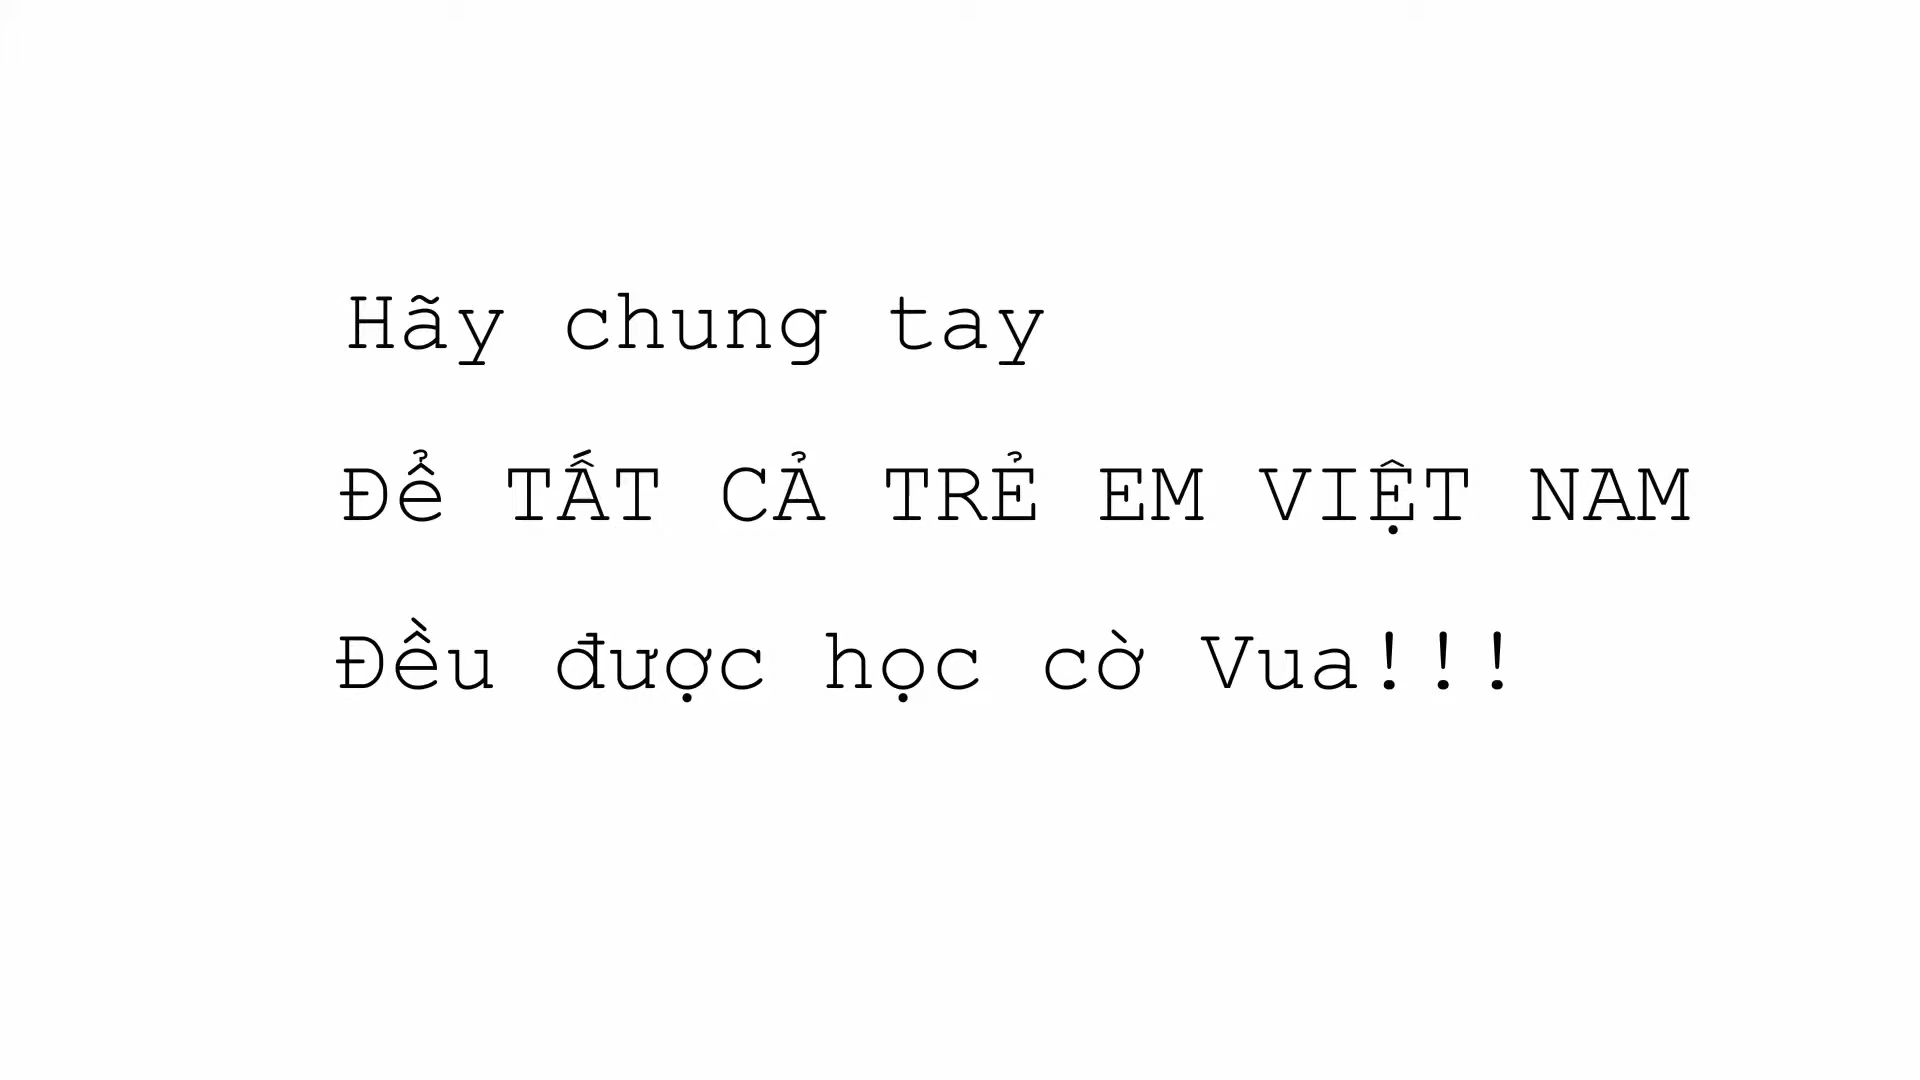 Hãy chung tay
Để TẤT CẢ TRẺ EM VIỆT NAM
Đều được học cờ Vua!!!